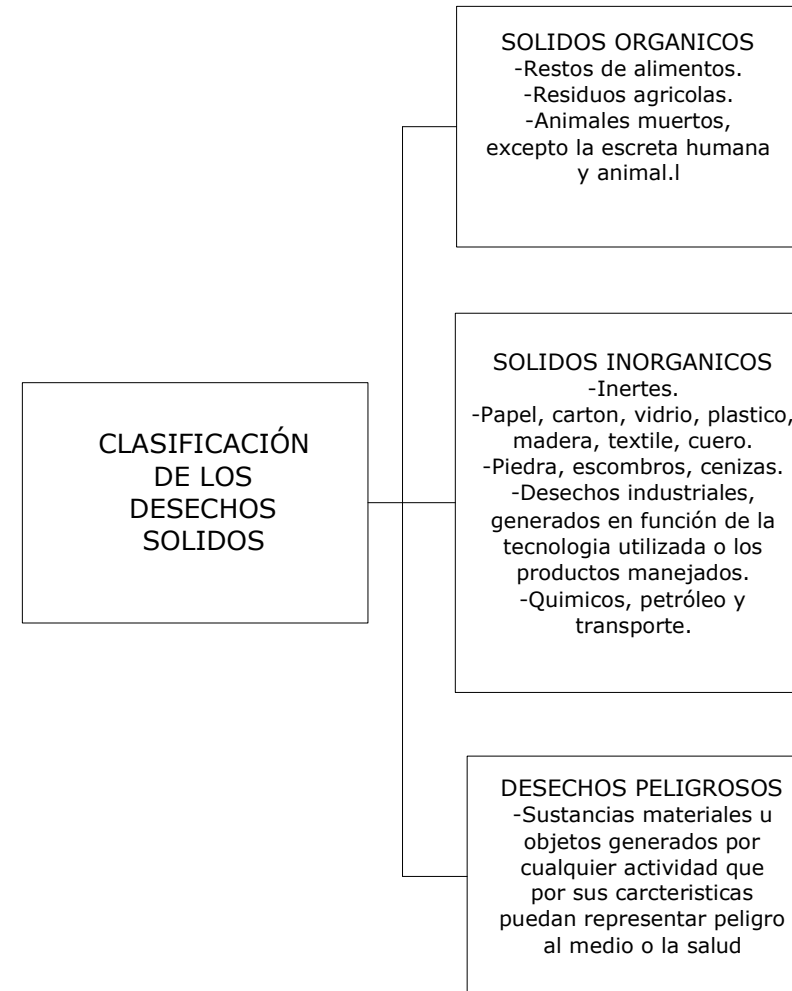 CLASIFICACIÓN
DE LOS
DESECHOS
SOLIDOS
SOLIDOS ORGANICOS
-Restos de alimentos.
-Residuos agricolas.
-Animales muertos,
excepto la escreta humana
y animal.l
SOLIDOS INORGANICOS
-Inertes.
-Papel, carton, vidrio, plastico,
madera, textile, cuero.
-Piedra, escombros, cenizas.
-Desechos industriales,
generados en función de la
tecnologia utilizada o los
productos manejados.
-Quimicos, petróleo y
transporte.
DESECHOS PELIGROSOS
-Sustancias materiales u
objetos generados por
cualquier actividad que
por sus carcteristicas
puedan representar peligro
al medio o la salud